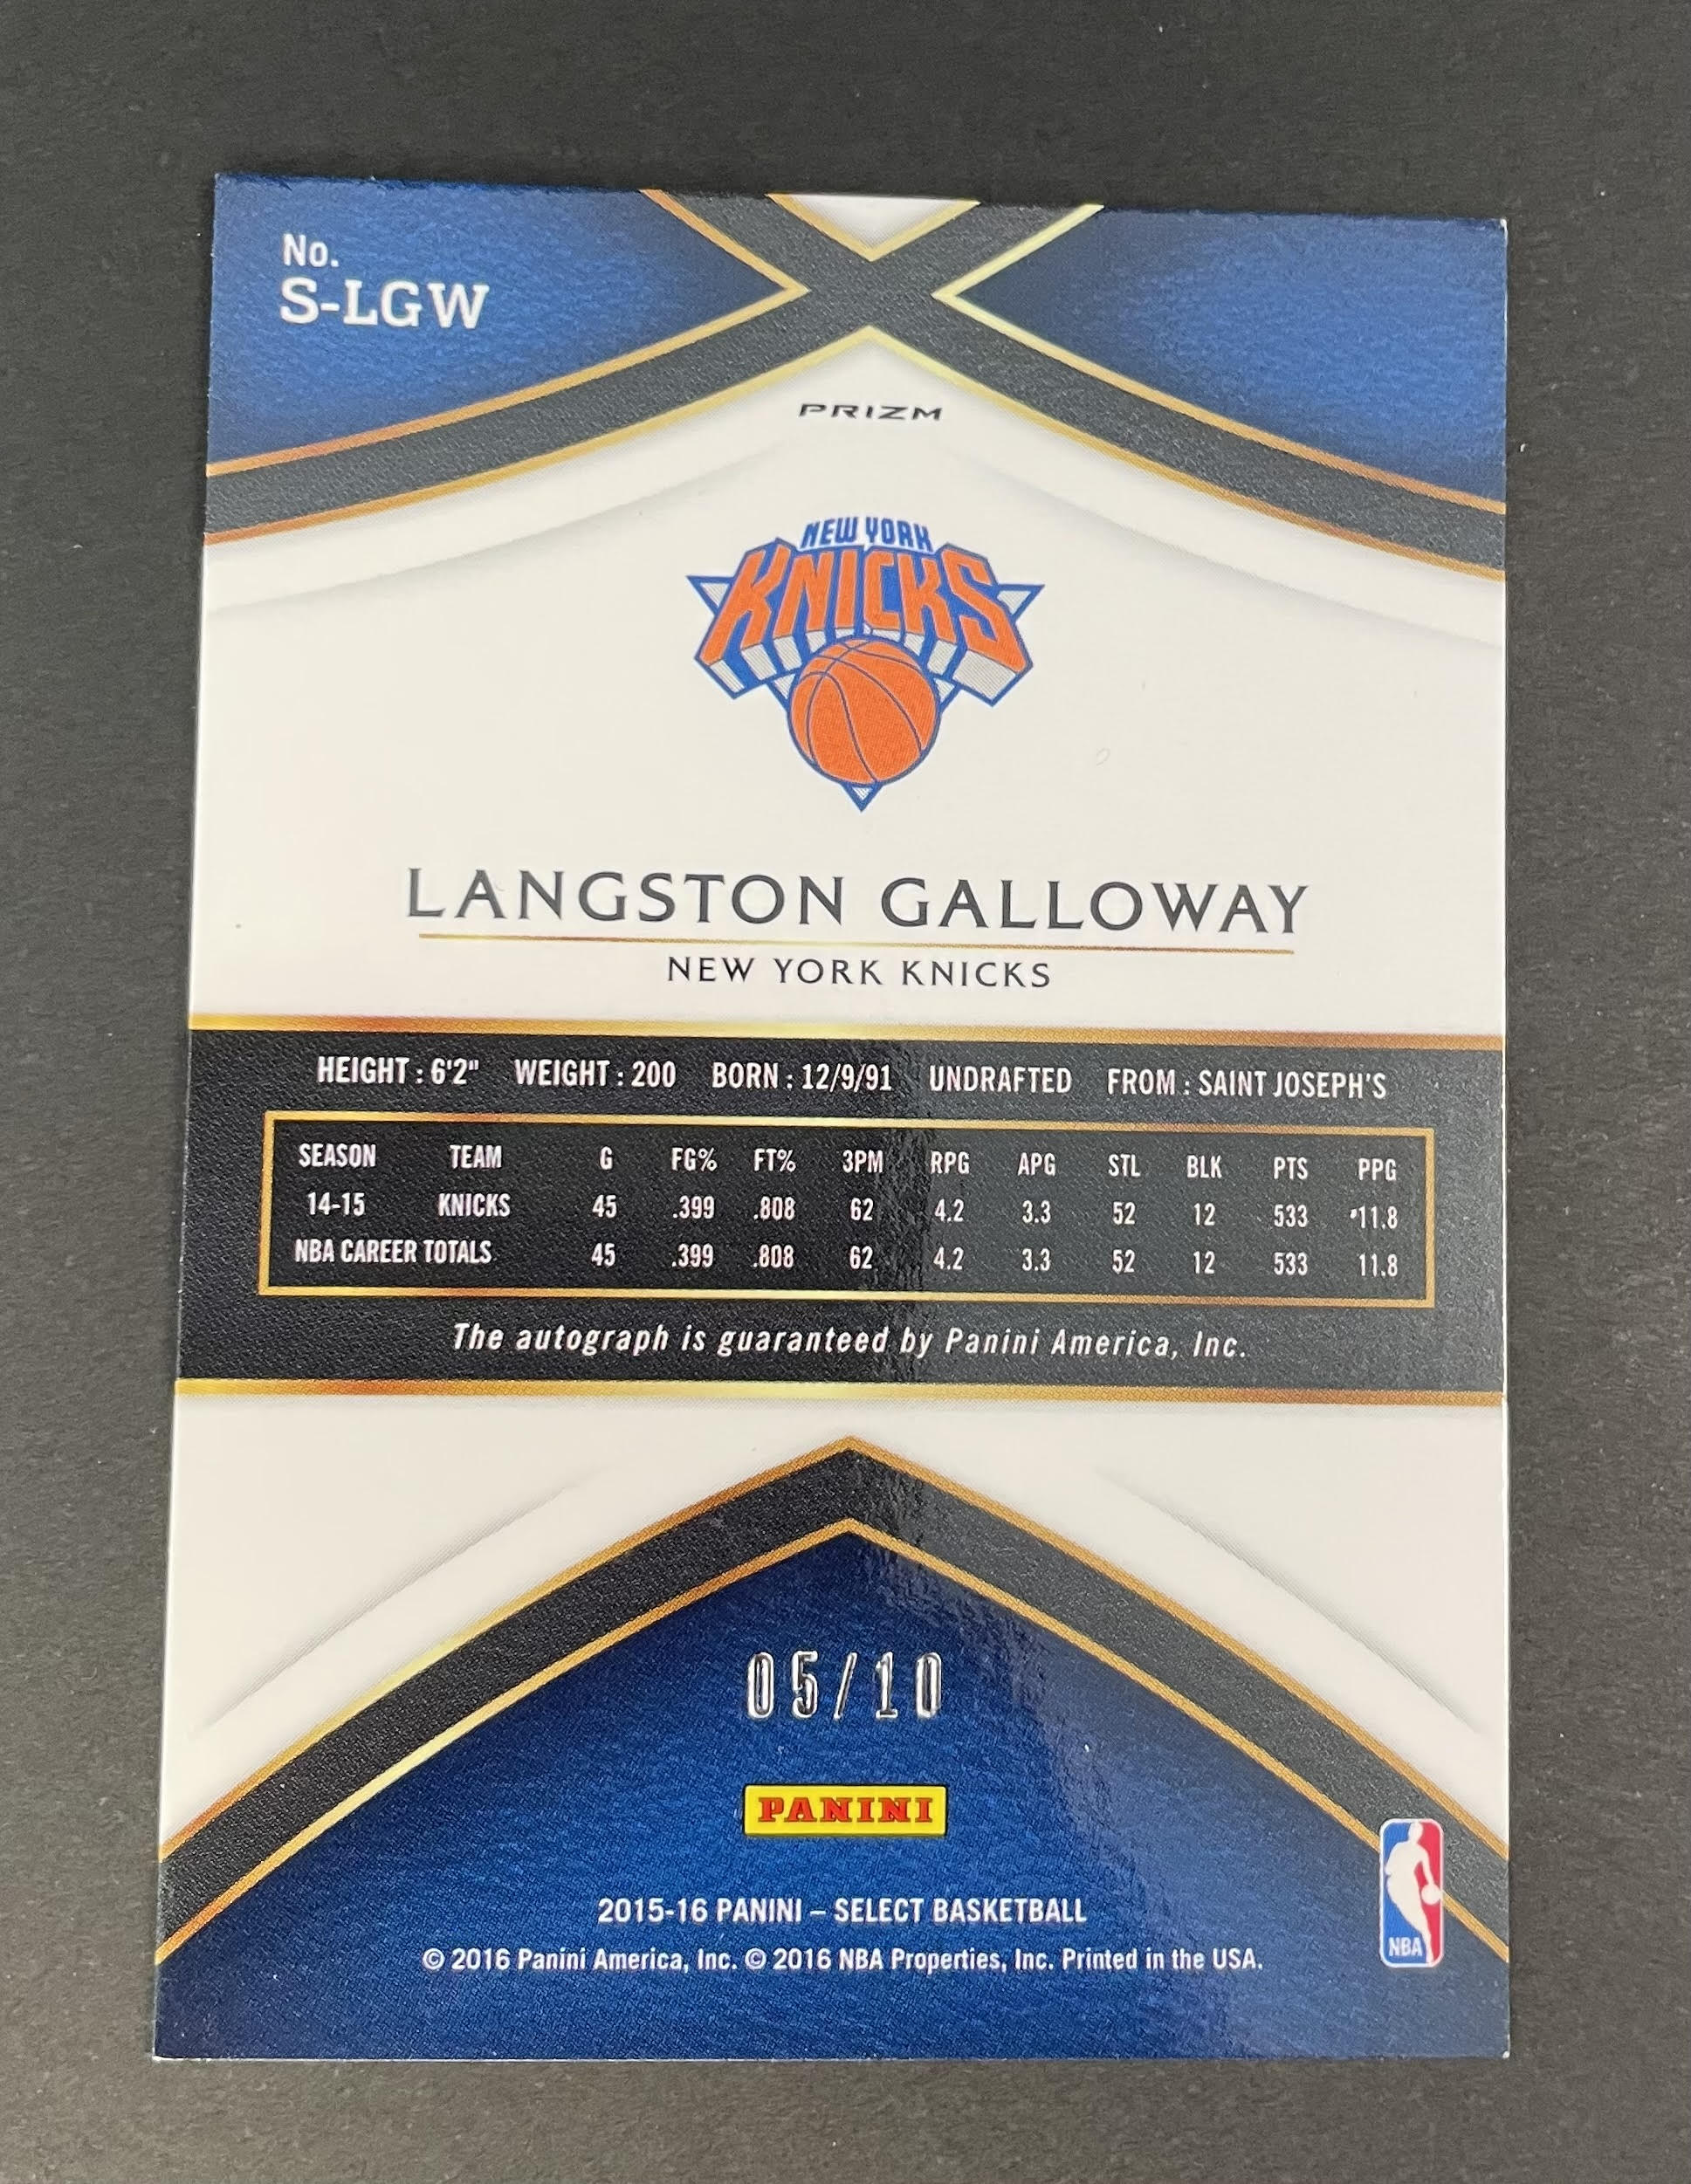 No.
S-LGW
PRIZM
NEW YORK
KNICKS
LANGSTON GALLOWAY
NEW YORK KNICKS
HEIGHT : 6'2" WEIGHT : 200 BORN : 12/9/91 UNDRAFTED FROM : SAINT JOSEPH'S
SEASON TEAM G FG% FT% 3PM RPG APG STL BLK PTS PPG
14-15 KNICKS 45 .399 .808 62 4.2 3.3 52 12 533 11.8
NBA CAREER TOTALS 45 .399 .808 62 4.2 3.3 52 12 533 11.8
The autograph is guaranteed by Panini America, Inc.
05/10
PANINI
NBA
2015-16 PANINI – SELECT BASKETBALL
© 2016 Panini America, Inc. © 2016 NBA Properties, Inc. Printed in the USA.